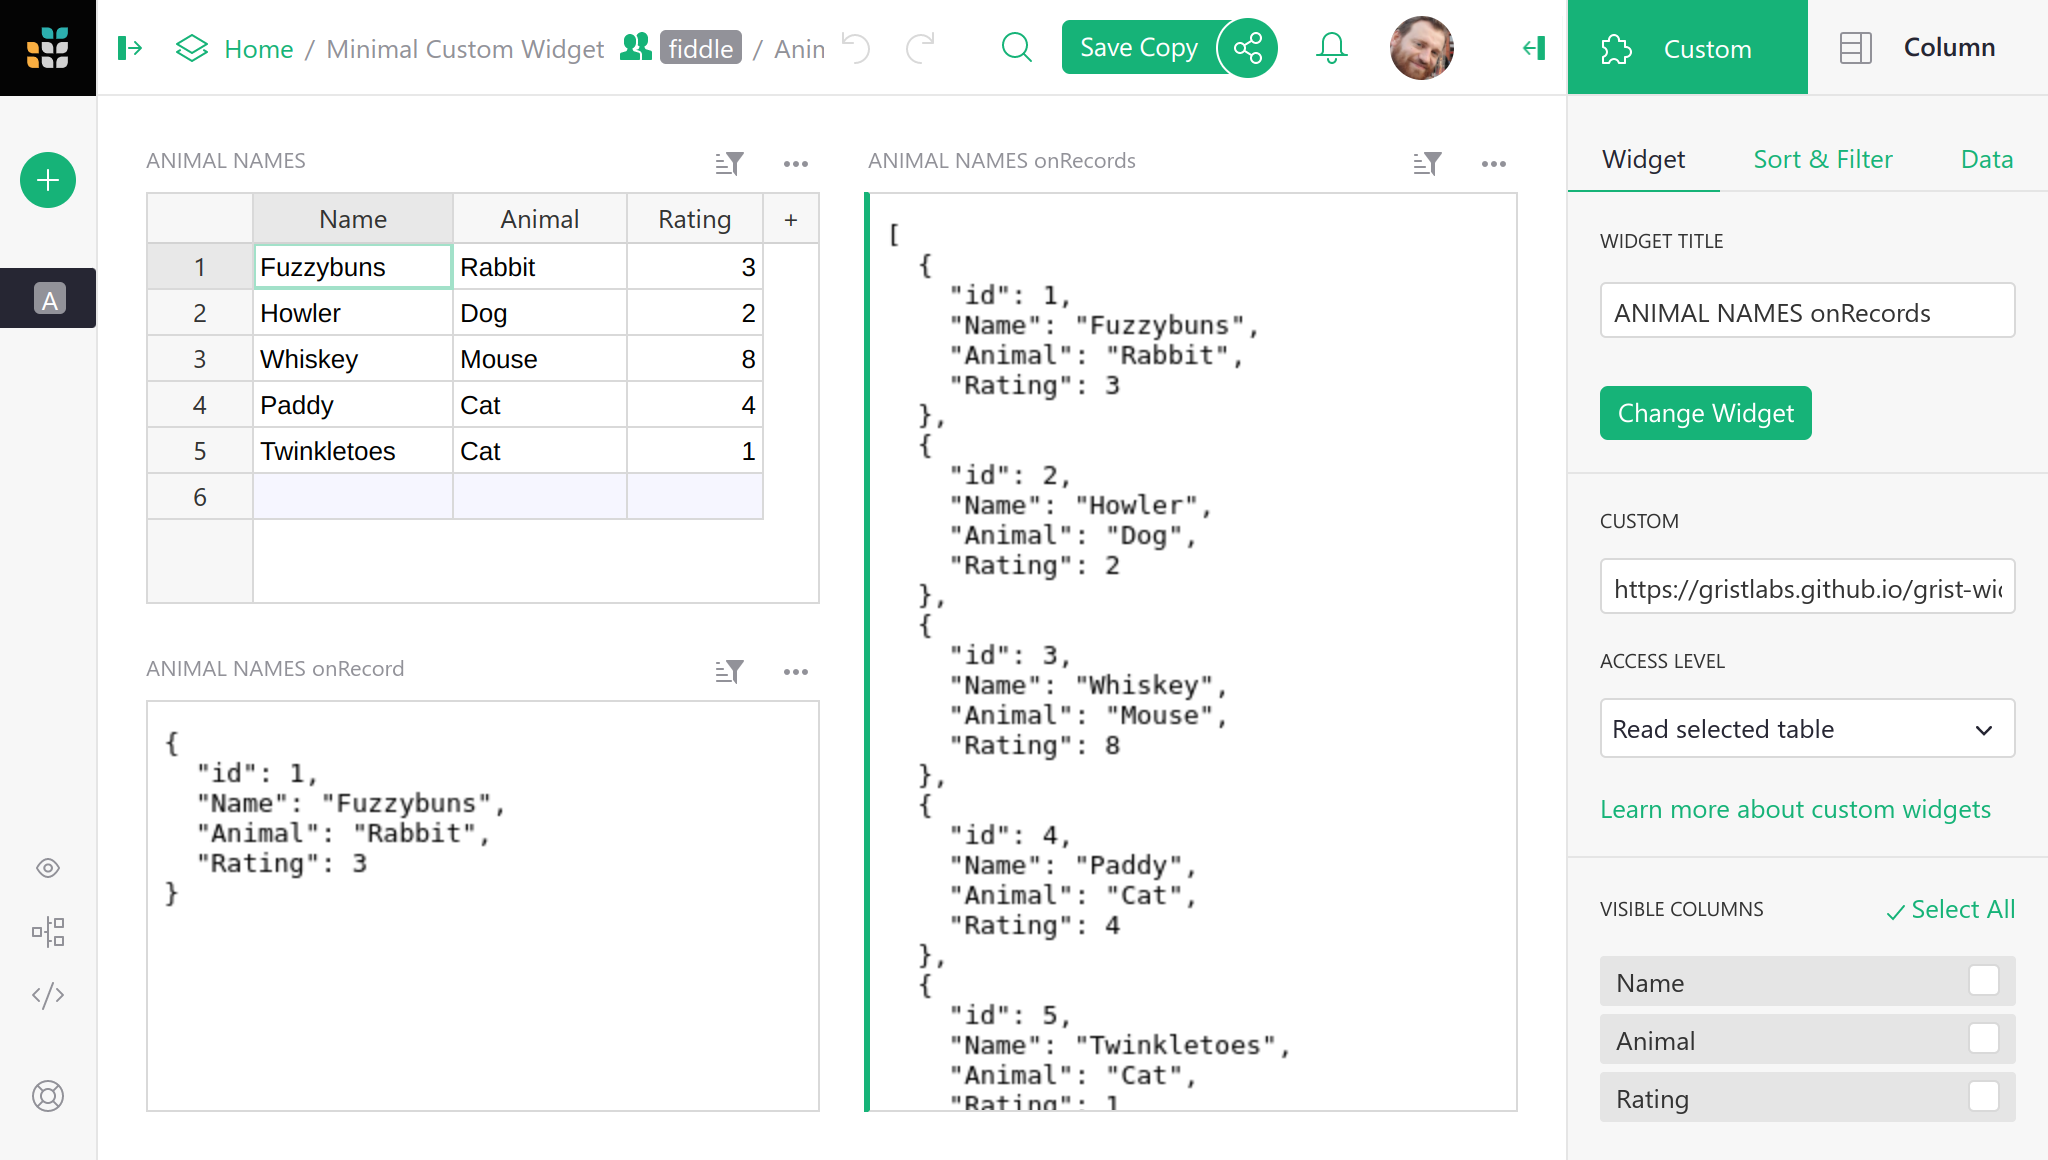 Home / Minimal Custom Widget fiddle / Anin
Save Copy
Custom
Column
A
ANIMAL NAMES
Name Animal Rating +
1 Fuzzybuns Rabbit 3
2 Howler Dog 2
3 Whiskey Mouse 8
4 Paddy Cat 4
5 Twinkletoes Cat 1
6
ANIMAL NAMES onRecord
{
"id": 1,
"Name": "Fuzzybuns",
"Animal": "Rabbit",
"Rating": 3
}
ANIMAL NAMES onRecords
[
{
"id": 1,
"Name": "Fuzzybuns",
"Animal": "Rabbit",
"Rating": 3
},
{
"id": 2,
"Name": "Howler",
"Animal": "Dog",
"Rating": 2
},
{
"id": 3,
"Name": "Whiskey",
"Animal": "Mouse",
"Rating": 8
},
{
"id": 4,
"Name": "Paddy",
"Animal": "Cat",
"Rating": 4
},
{
"id": 5,
"Name": "Twinkletoes",
"Animal": "Cat",
"Rating": 1
Widget Sort & Filter Data
WIDGET TITLE
ANIMAL NAMES onRecords
Change Widget
CUSTOM
https://gristlabs.github.io/grist-wic
ACCESS LEVEL
Read selected table
Learn more about custom widgets
VISIBLE COLUMNS Select All
Name
Animal
Rating